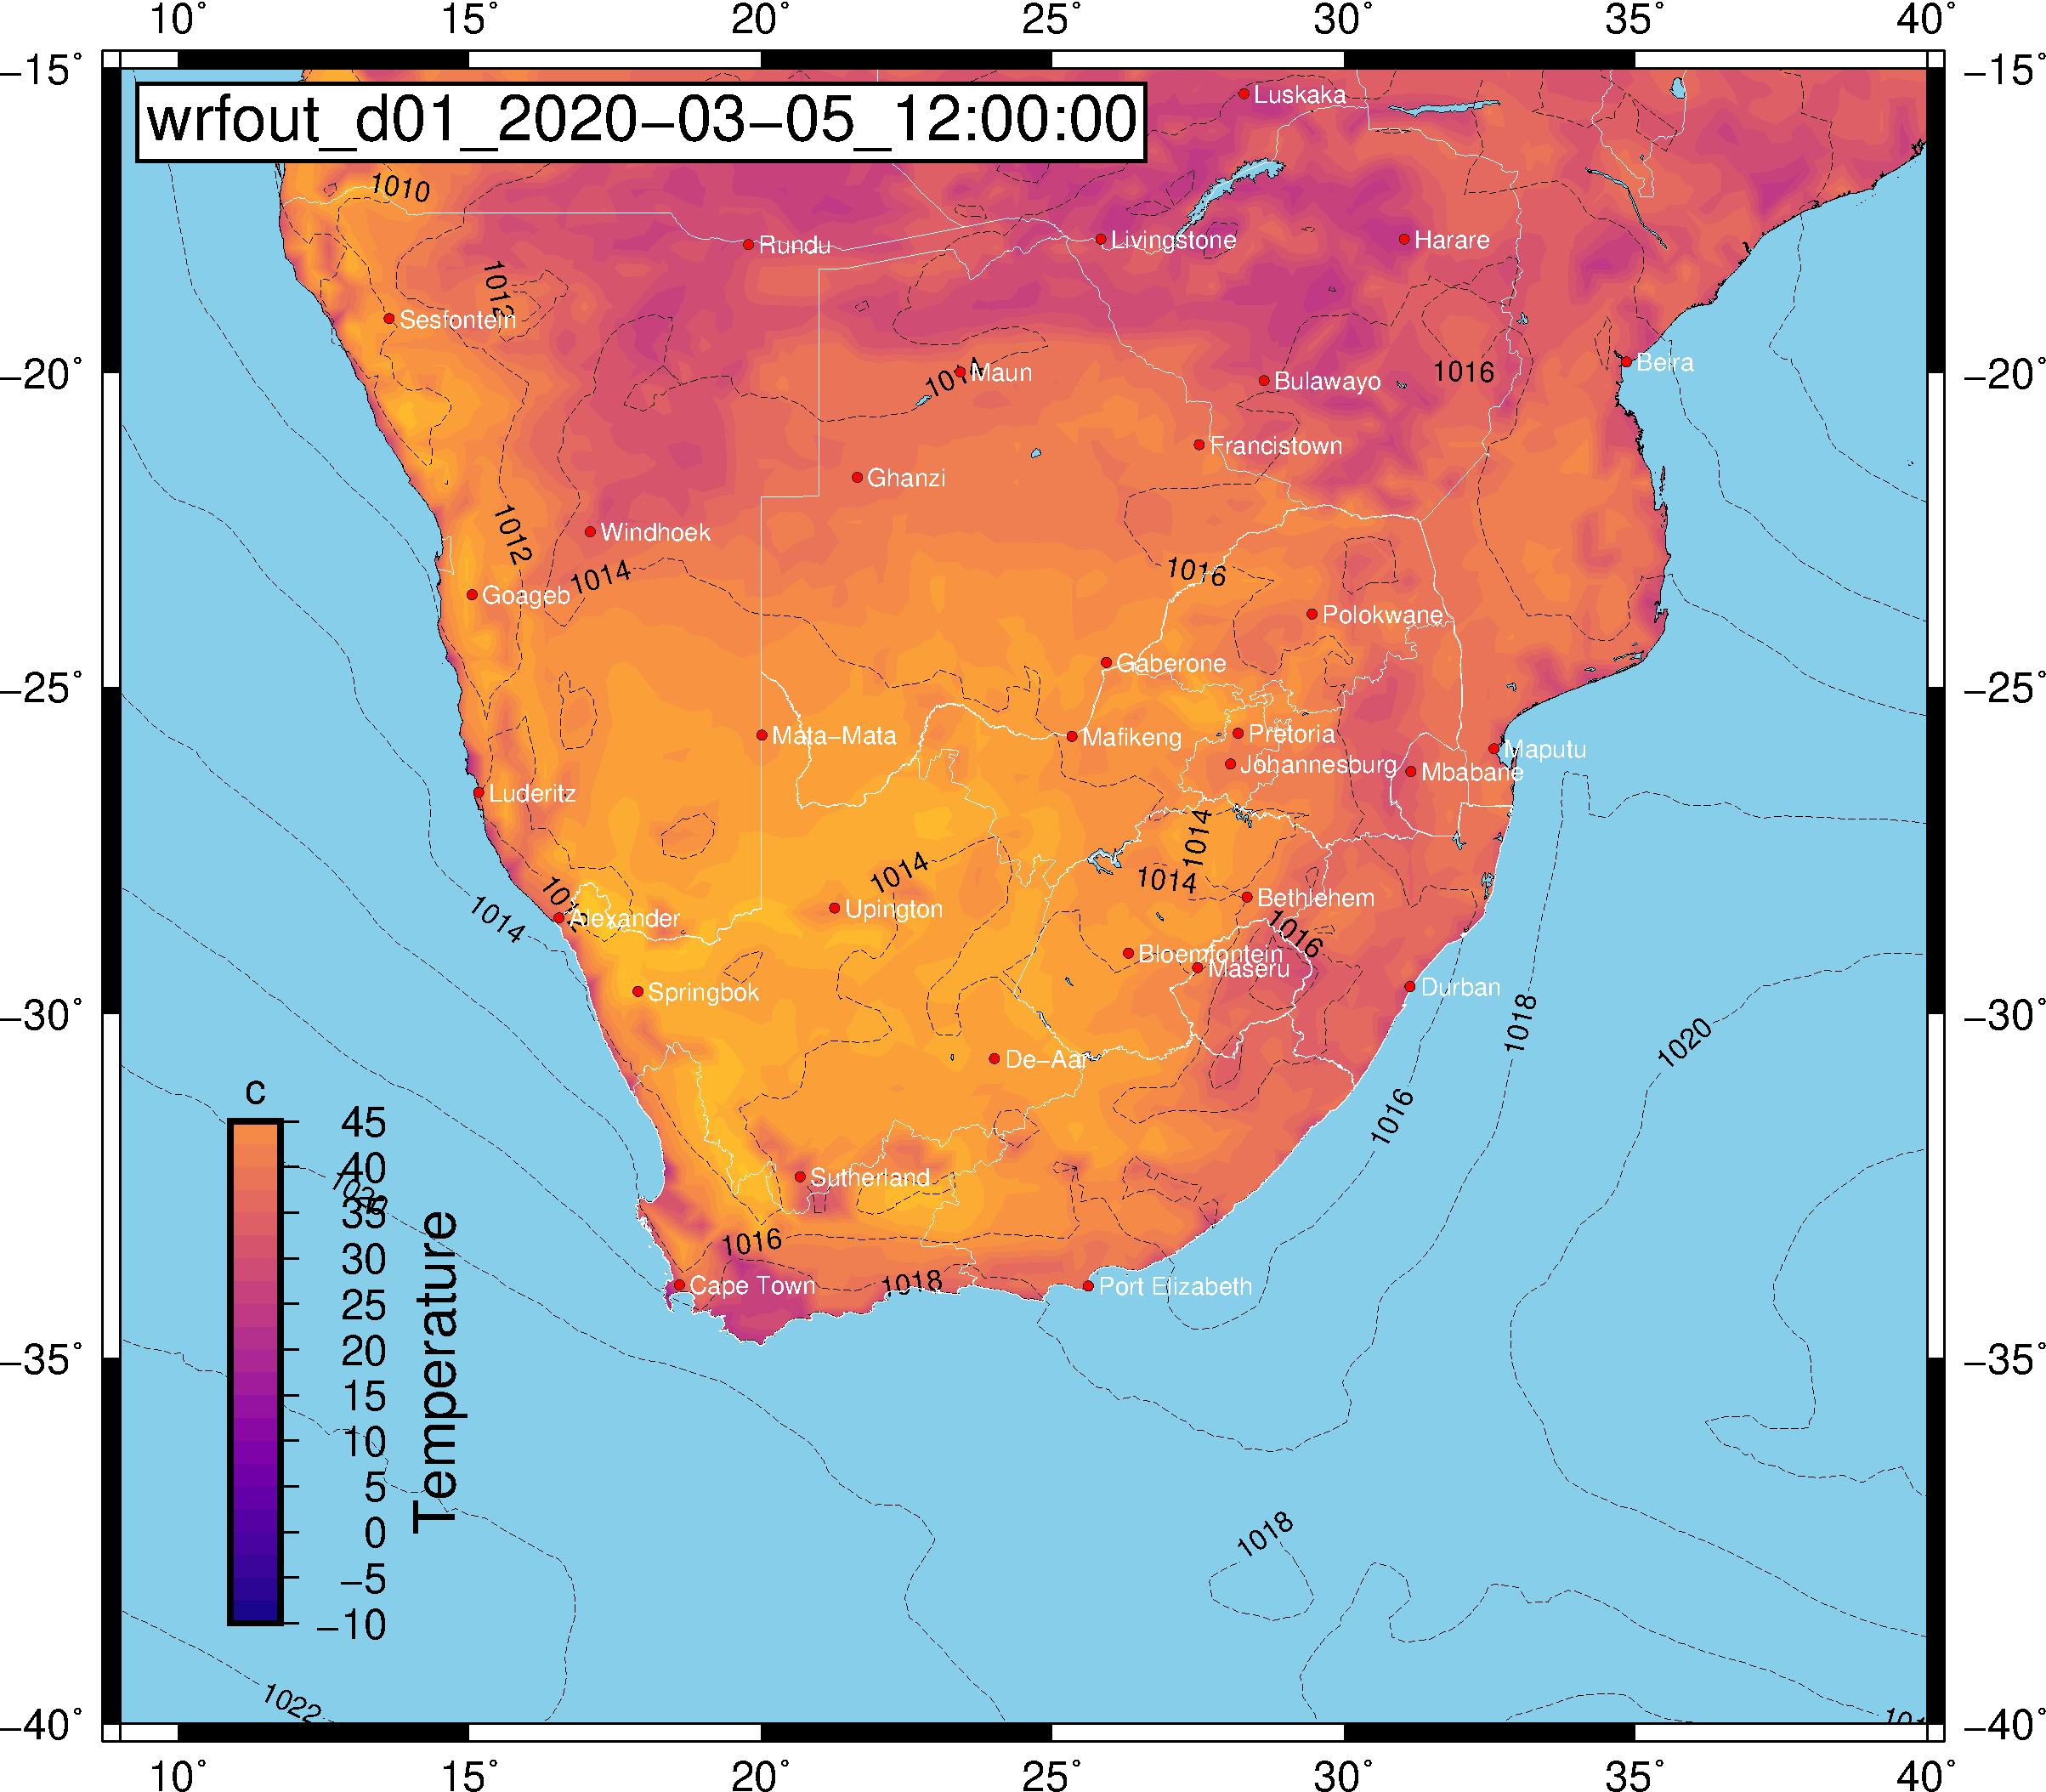 10° 15° 20° 25° 30° 35° 40°
−15° −15°
wrfout_d01_2020−03−05_12:00:00
Luskaka
1010
Rundu
Livingstone
Harare
1012
Sesfontein
−20° −20°
1014
Maun
1016
Beira
Bulawayo
Francistown
Ghanzi
1012
Windhoek
1014
1016
Goageb
Polokwane
Gaberone
−25° −25°
Mata−Mata
Mafikeng
Pretoria
Maputu
Johannesburg
Mbabane
Luderitz
1014
1014
1014
Bethlehem
1012
1014
Alexander
Upington
1016
Bloemfontein
Maseru
Springbok
Durban
1018
−30° −30°
1020
De−Aar
1016
c
45
40
35
30
25
20
15
10
5
0
−5
−10
Temperature
1020
Sutherland
1016
1018
Cape Town
Port Elizabeth
−35° −35°
1018
1022
−40° −40°
10° 15° 20° 25° 30° 35° 40°